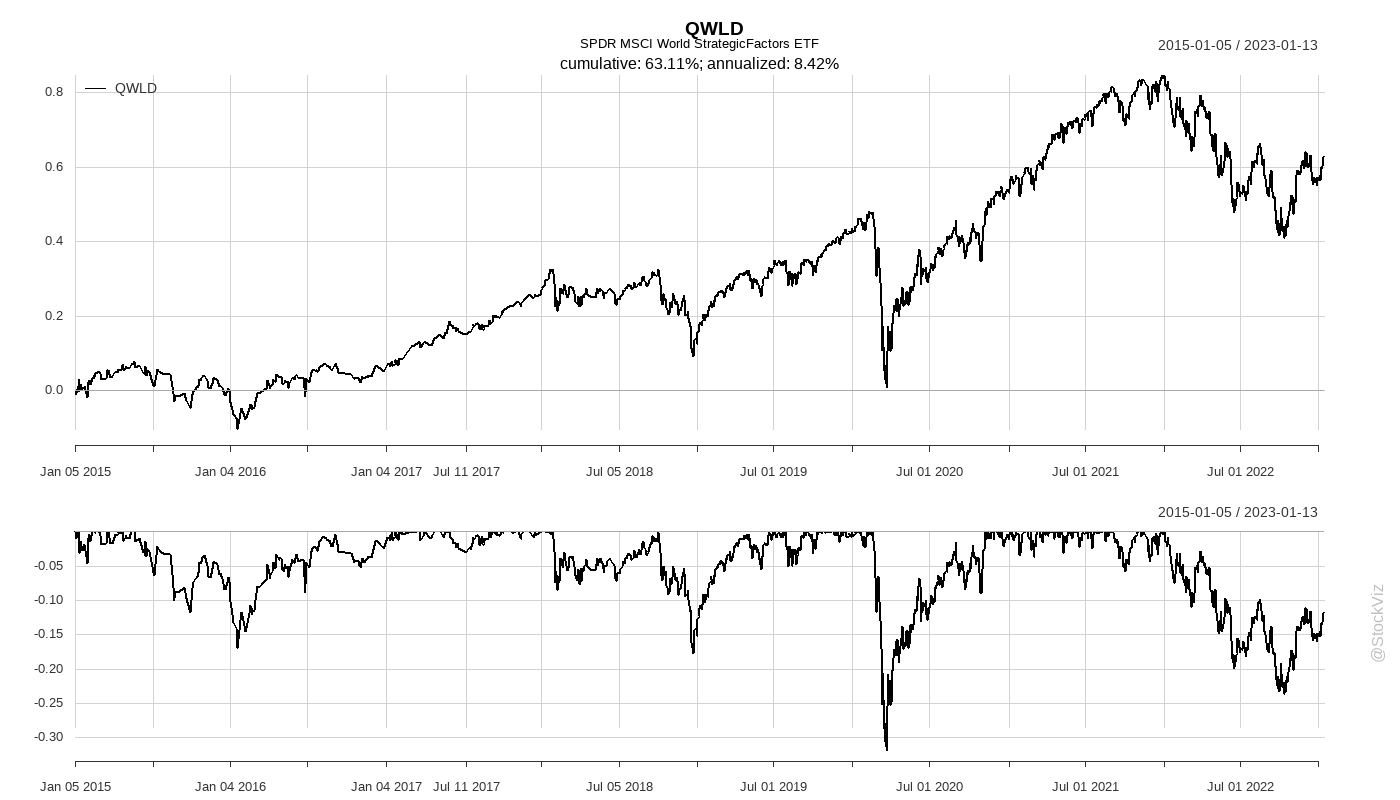 QWLD
SPDR MSCI World StrategicFactors ETF
2015-01-05 / 2023-01-13
cumulative: 63.11%; annualized: 8.42%
QWLD
0.8
0.6
0.4
0.2
0.0
Jan 05 2015 Jan 04 2016 Jan 04 2017 Jul 11 2017 Jul 05 2018 Jul 01 2019 Jul 01 2020 Jul 01 2021 Jul 01 2022
2015-01-05 / 2023-01-13
-0.05
-0.10
-0.15
-0.20
-0.25
-0.30
Jan 05 2015 Jan 04 2016 Jan 04 2017 Jul 11 2017 Jul 05 2018 Jul 01 2019 Jul 01 2020 Jul 01 2021 Jul 01 2022
@StockViz